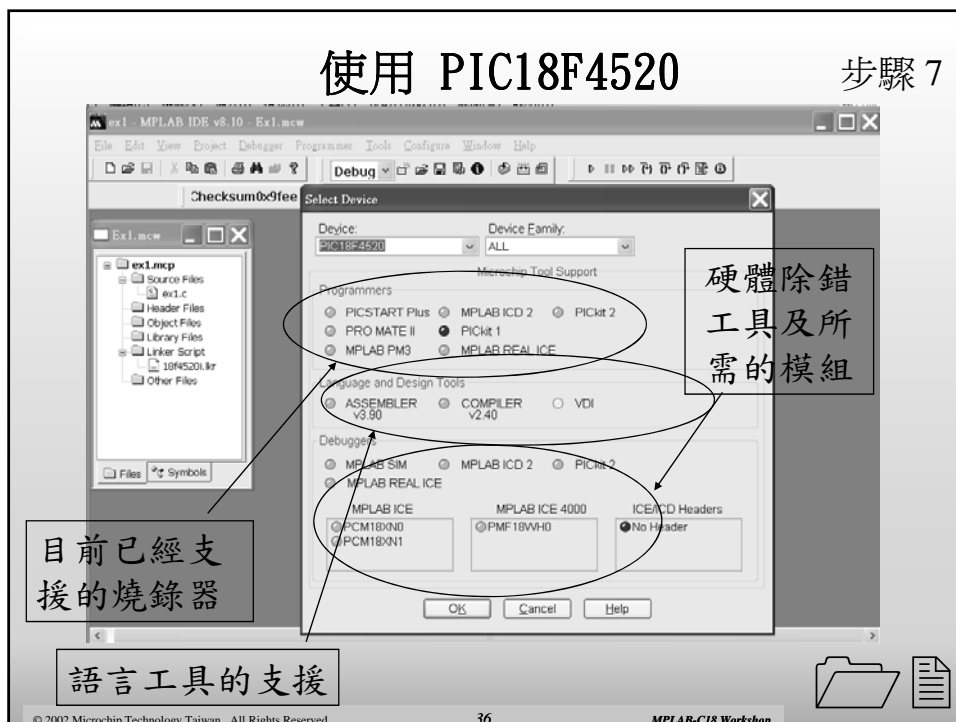 使用 PIC18F4520
步驟 7
ex1 - MPLAB IDE v8.10 - Ex1.mcw
File Edit View Project Debugger Programmer Tools Configure Window Help
Debug
Checksum0x9fee
Select Device
Ex1.mcw
ex1.mcp
Source Files
ex1.c
Header Files
Object Files
Library Files
Linker Script
18f4520i.lkr
Other Files
Files
Symbols
Device:
Device Family:
PIC18F4520
ALL
Microchip Tool Support
Programmers
PICSTART Plus
MPLAB ICD 2
PICkit 2
PRO MATE II
PICkit 1
MPLAB PM3
MPLAB REAL ICE
Language and Design Tools
ASSEMBLER
v3.90
COMPILER
v2.40
VDI
Debuggers
MPLAB SIM
MPLAB ICD 2
PICkit 2
MPLAB REAL ICE
MPLAB ICE
MPLAB ICE 4000
ICE/ICD Headers
PCM18XN0
PMF18WH0
No Header
PCM18XN1
OK
Cancel
Help
硬體除錯
工具及所
需的模組
目前已經支
援的燒錄器
語言工具的支援
© 2002 Microchip Technology Taiwan. All Rights Reserved
36
MPLAB-C18 Workshop